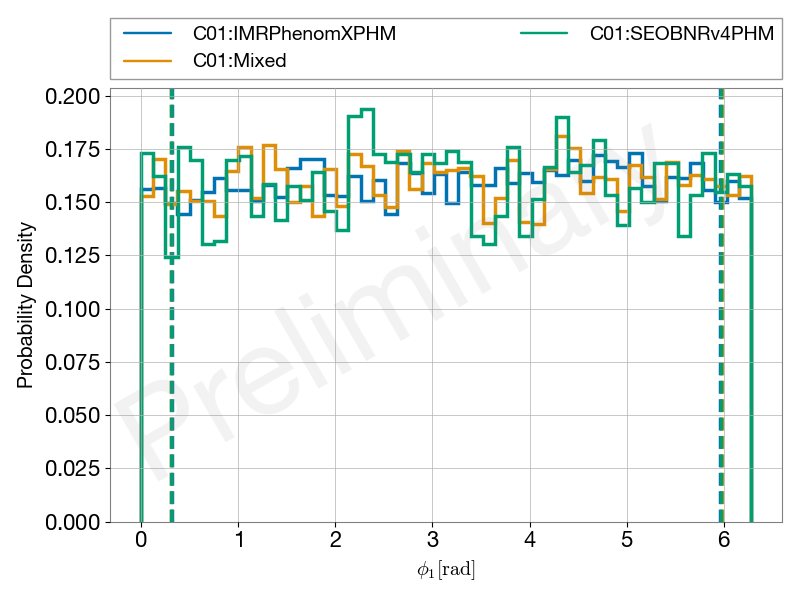 C01:IMRPhenomXPHM
C01:Mixed
C01:SEOBNRv4PHM
0.200
0.175
0.150
0.125
0.100
0.075
0.050
0.025
0.000
Probability Density
Preliminary
0 1 2 3 4 5 6
ϕ₁[rad]